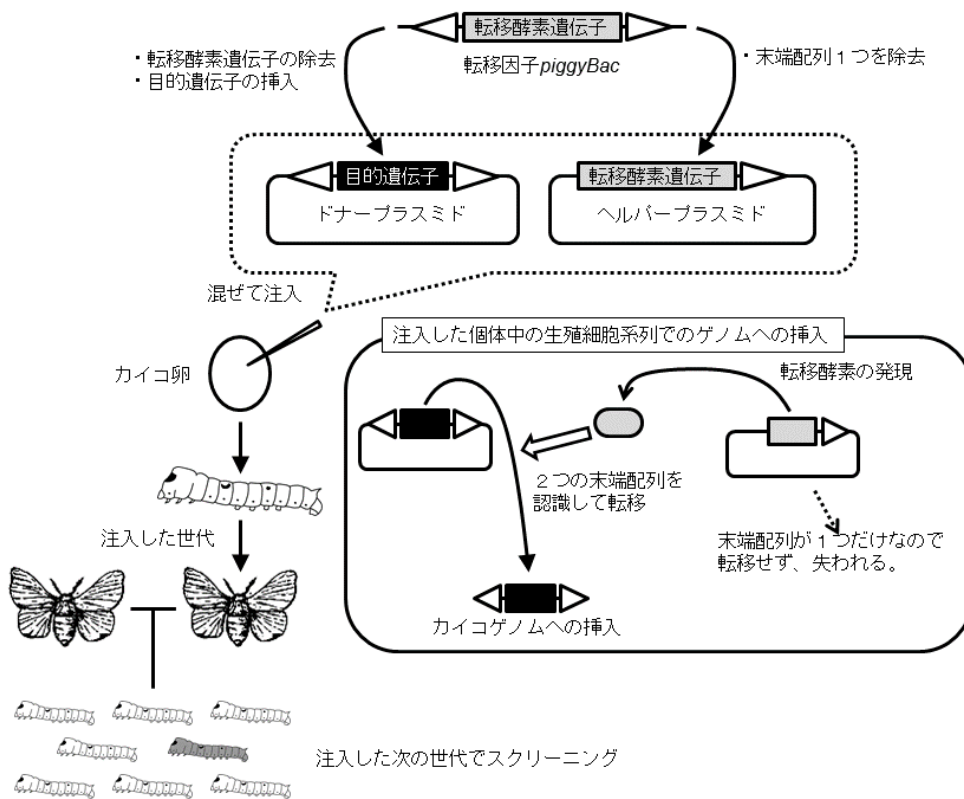 転移酵素遺伝子
転移因子piggyBac
・転移酵素遺伝子の除去
・目的遺伝子の挿入
・末端配列１つを除去
目的遺伝子
ドナープラスミド
転移酵素遺伝子
ヘルパープラスミド
混ぜて注入
カイコ卵
注入した世代
注入した個体中の生殖細胞系列でのゲノムへの挿入
転移酵素の発現
２つの末端配列を
認識して転移
末端配列が１つだけなので
転移せず、失われる。
カイコゲノムへの挿入
注入した次の世代でスクリーニング